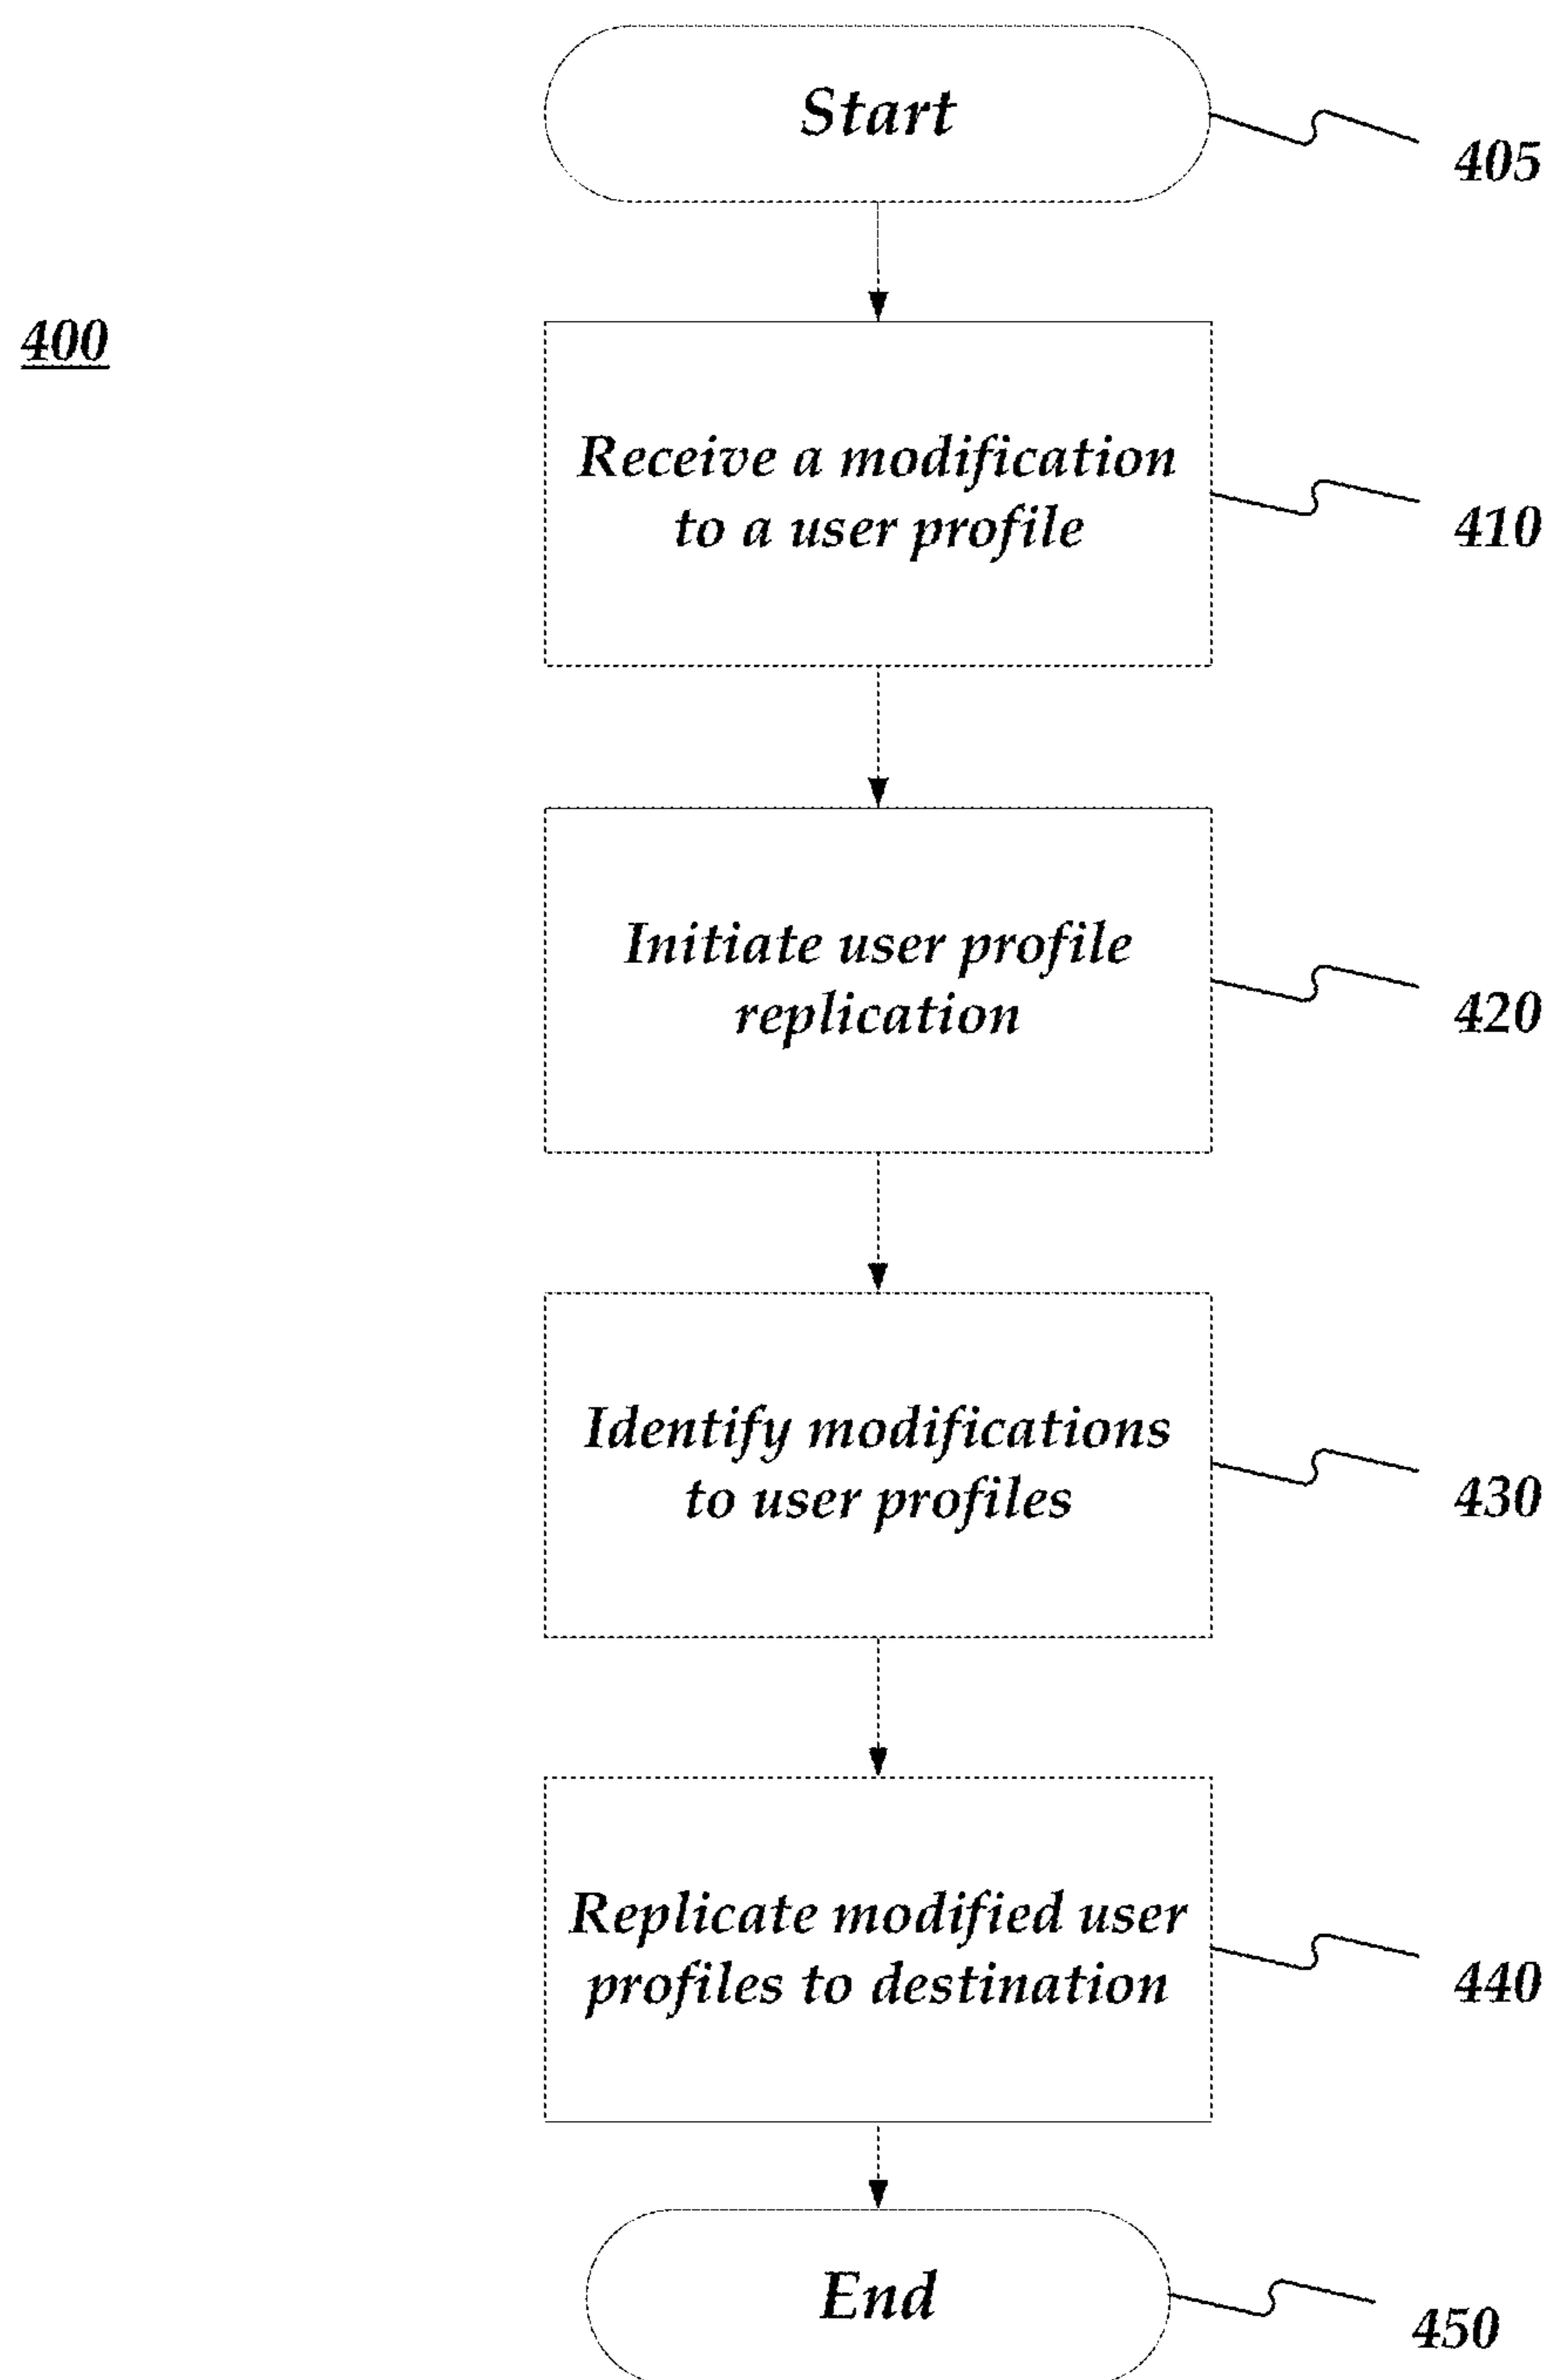 Start
405
400
Receive a modification
to a user profile
410
Initiate user profile
replication
420
Identify modifications
to user profiles
430
Replicate modified user
profiles to destination
440
End
450